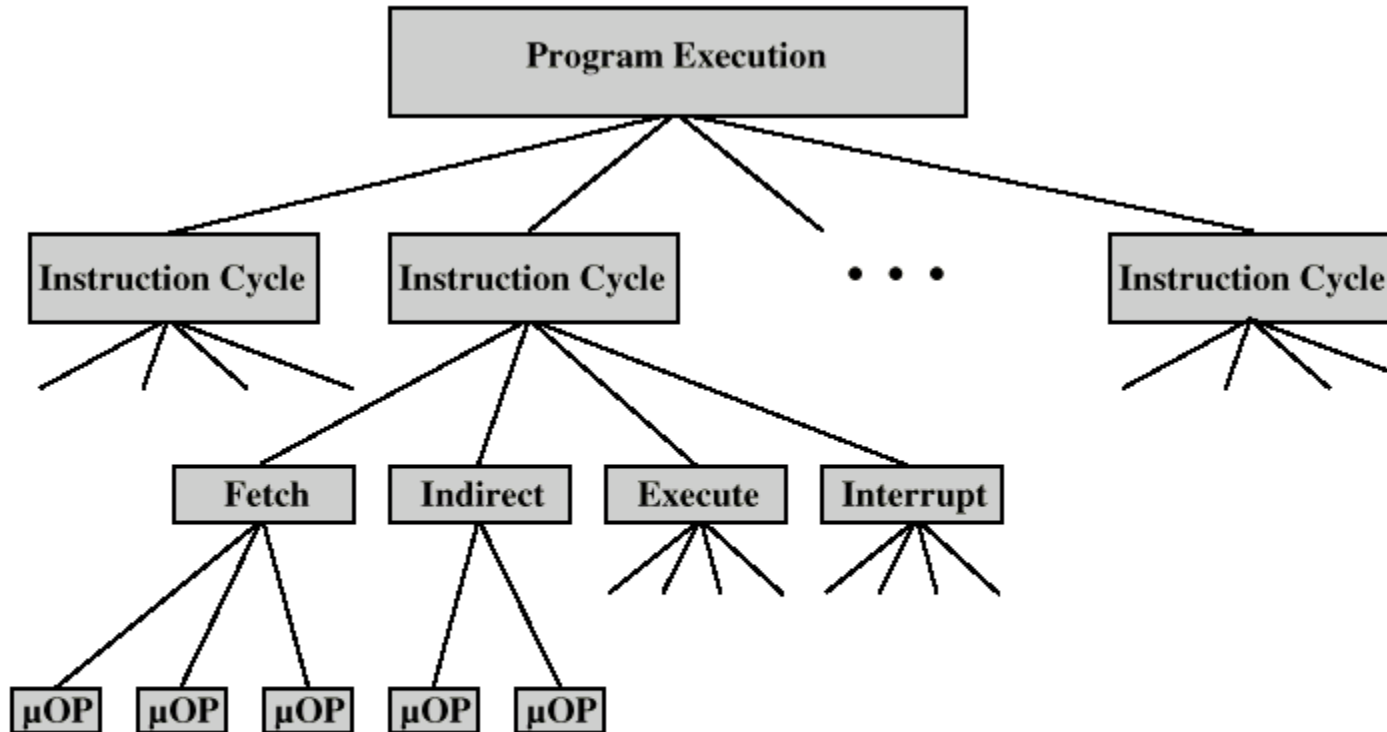 Program Execution
Instruction Cycle
Instruction Cycle
• • •
Instruction Cycle
Fetch
Indirect
Execute
Interrupt
μOP
μOP
μOP
μOP
μOP